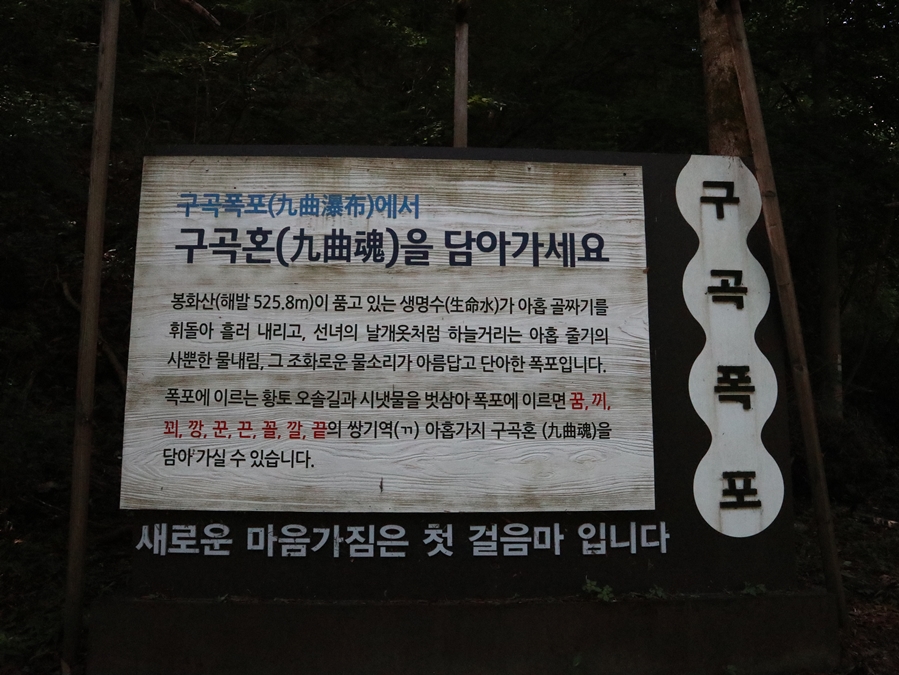 구곡폭포(九曲瀑布)에서
구곡혼(九曲魂)을 담아가세요
봉화산(해발 525.8m)이 품고 있는 생명수(生命水)가 아홉 골짜기를
휘돌아 흘러 내리고, 선녀의 날개옷처럼 하늘거리는 아홉 줄기의
사뿐한 물내림, 그 조화로운 물소리가 아름답고 단아한 폭포입니다.
폭포에 이르는 황토 오솔길과 시냇물을 벗삼아 폭포에 이르면 꿈, 끼,
꾀, 깡, 꾼, 끈, 꼴, 깔, 끝의 쌍기역(ㄲ) 아홉가지 구곡혼 (九曲魂)을
담아 가실 수 있습니다.
새로운 마음가짐은 첫 걸음마 입니다
구곡폭포